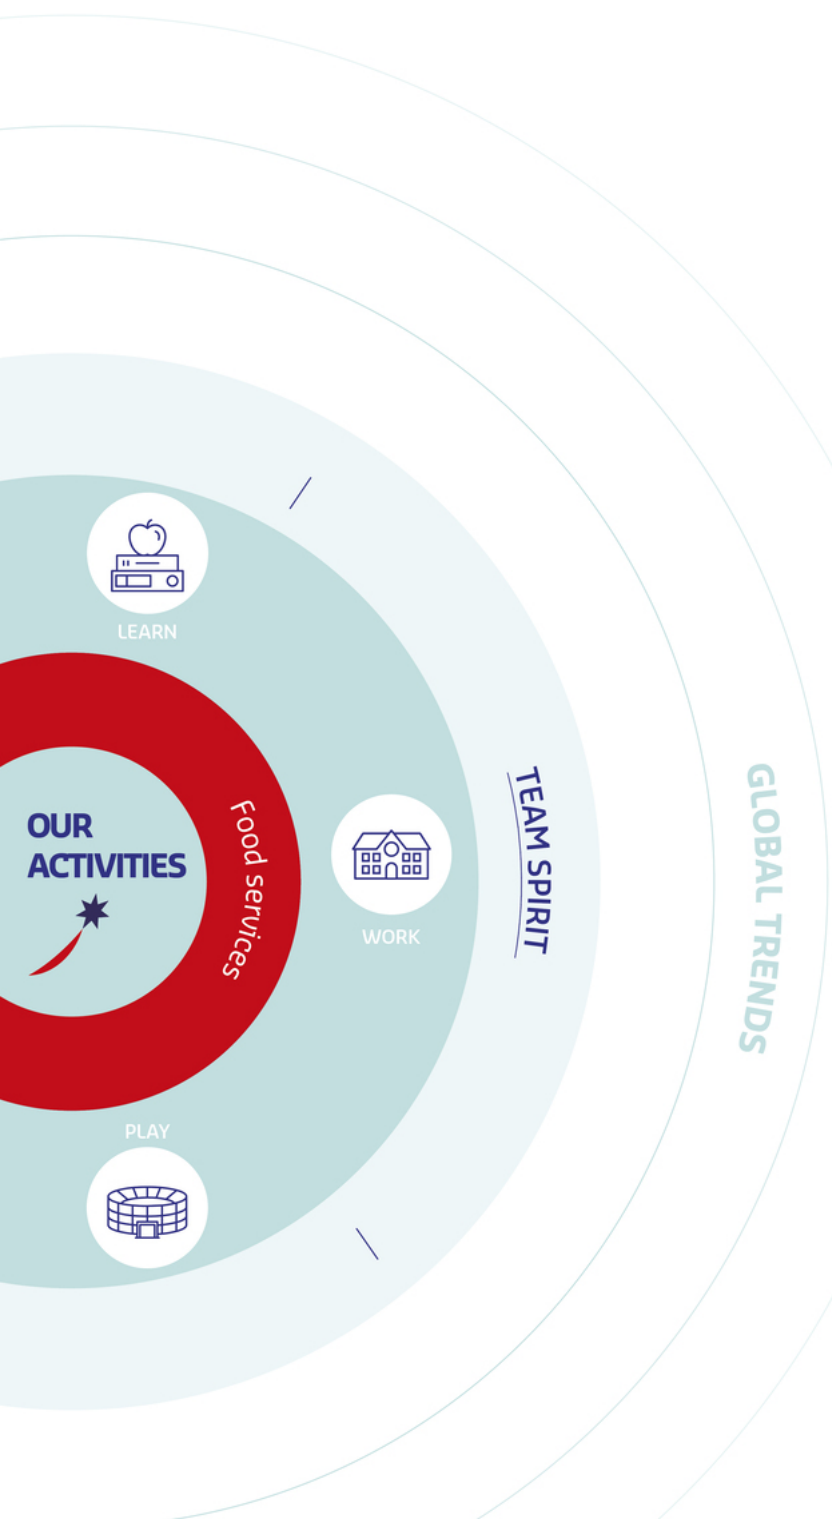 LEARN
OUR
ACTIVITIES
Food services
WORK
TEAM SPIRIT
GLOBAL TRENDS
PLAY